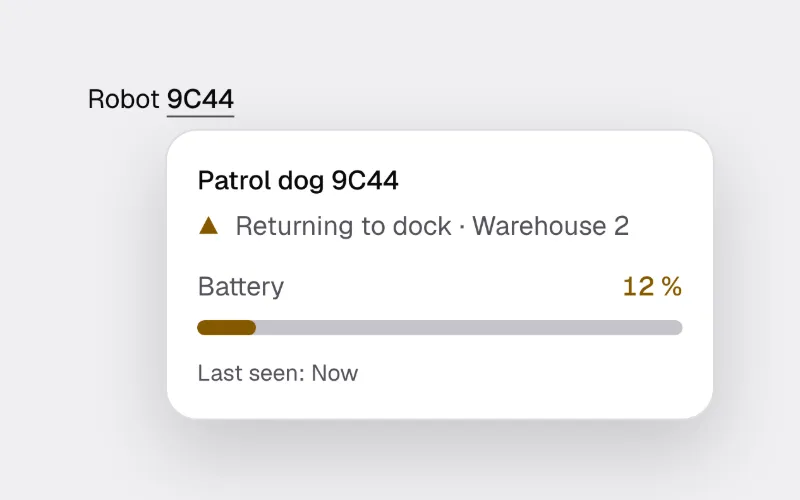 Robot 9C44
Patrol dog 9C44
Returning to dock · Warehouse 2
Battery 12 %
Last seen: Now